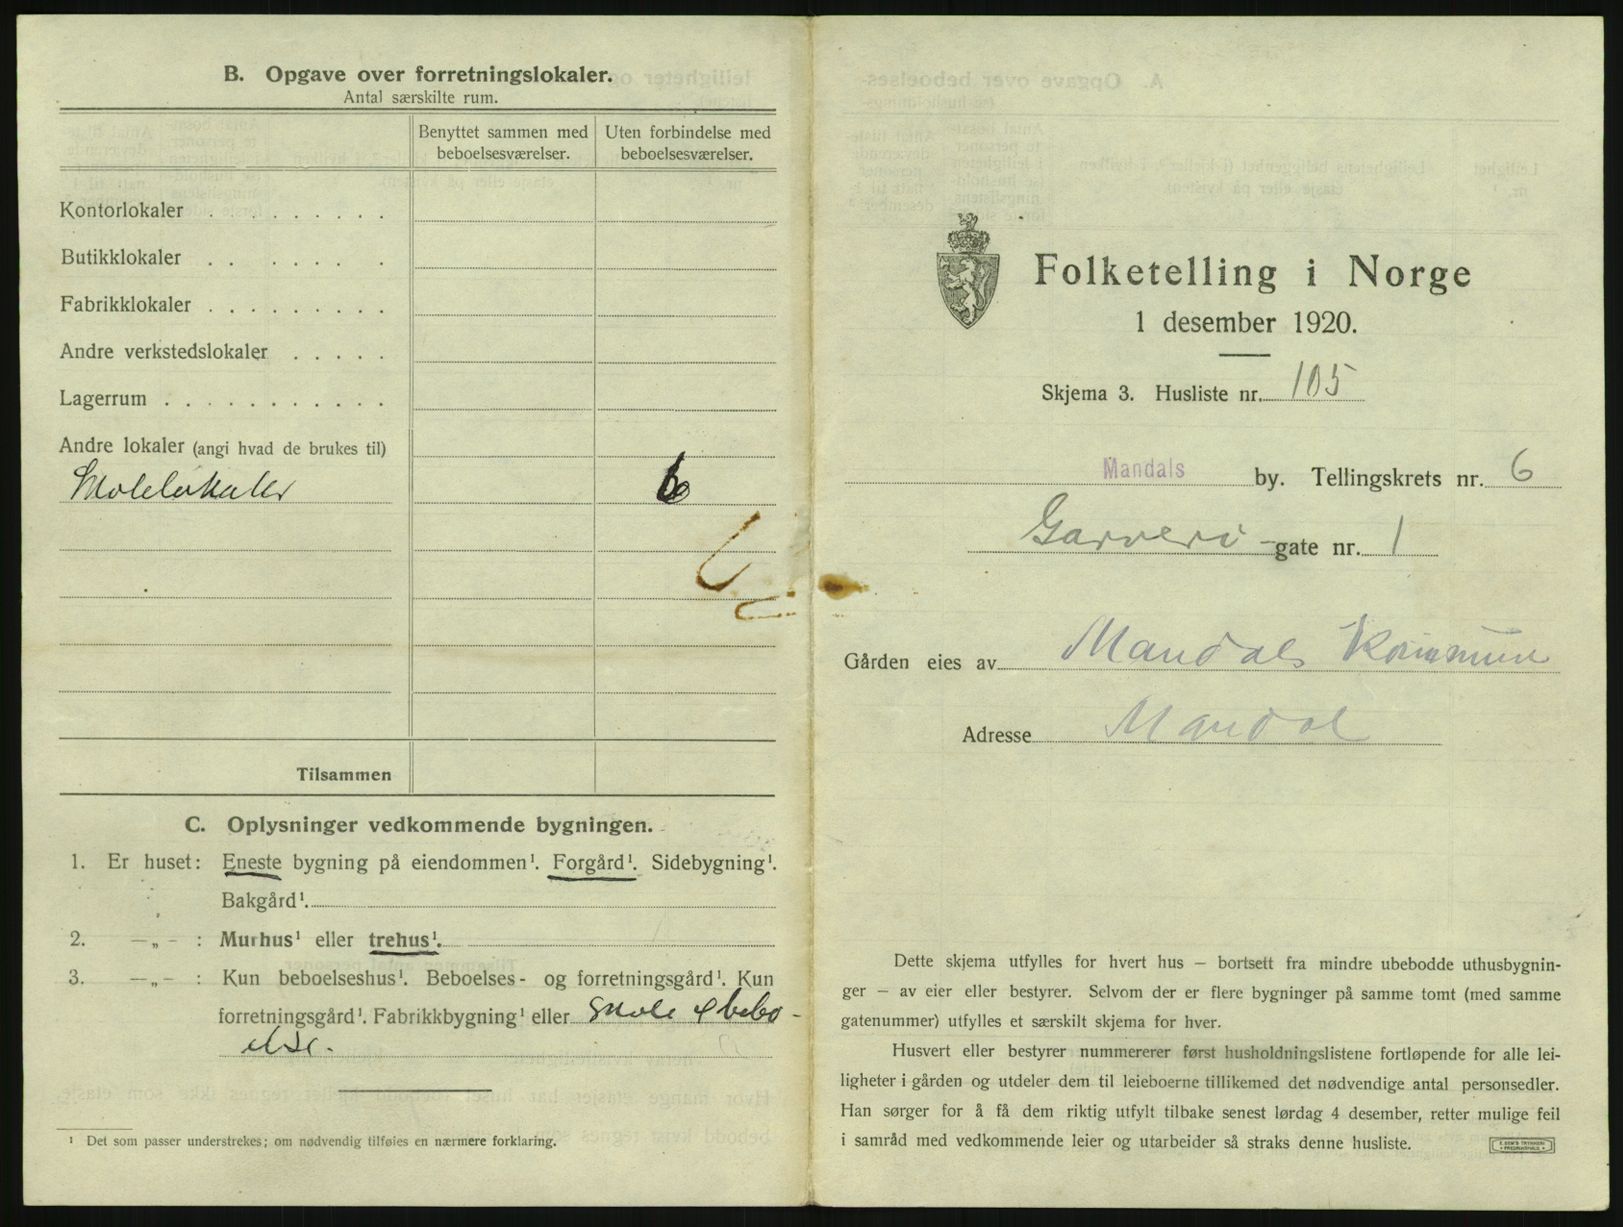 B. Opgave over forretningslokaler.
Antal særskilte rum.
Benyttet sammen med beboelsesværelser.
Uten forbindelse med beboelsesværelser.
Kontorlokaler . . . . . . . . .
Butikklokaler . . . . . . .
Fabrikklokaler . . . . . . . . .
Andre verkstedslokaler . . . . .
Lagerrum . . . . . . . . . . .
Andre lokaler (angi hvad de brukes til)
Skolelokaler 6
Tilsammen
C. Oplysninger vedkommende bygningen.
1. Er huset: Eneste bygning på eiendommen¹. Forgård¹. Sidebygning¹.
Bakgård¹.
2. —„— : Murhus¹ eller trehus¹.
3. —„— : Kun beboelseshus¹. Beboelses- og forretningsgård¹. Kun
forretningsgård¹. Fabrikkbygning¹ eller Skole & bebo-
else.
¹ Det som passer understrekes; om nødvendig tilføies en nærmere forklaring.
Folketelling i Norge
1 desember 1920.
Skjema 3. Husliste nr. 105
Mandals by. Tellingskrets nr. 6
Garveri-gate nr. 1
Gården eies av Mandals Kommune
Adresse Mandal
Dette skjema utfylles for hvert hus — bortsett fra mindre ubebodde uthusbygnin-
ger — av eier eller bestyrer. Selvom der er flere bygninger på samme tomt (med samme
gatenummer) utfylles et særskilt skjema for hver.
Husvert eller bestyrer nummererer først husholdningslistene fortløpende for alle lei-
ligheter i gården og utdeler dem til leieboerne tillikemed det nødvendige antal personsedler.
Han sørger for å få dem riktig utfylt tilbake senest lørdag 4 desember, retter mulige feil
i samråd med vedkommende leier og utarbeider så straks denne husliste.